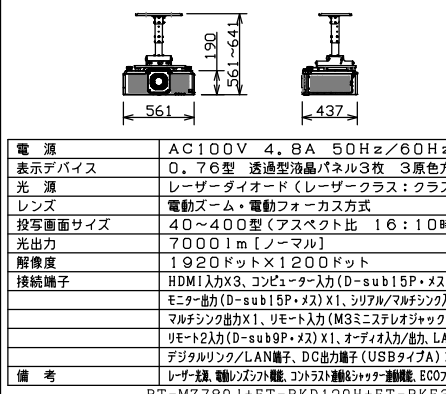 190
561~641
561
437
電 源 AC100V 4.8A 50Hz/60Hz
表示デバイス 0.76型 透過型液晶パネル3枚 3原色方
光 源 レーザーダイオード(レーザークラス:クラス
レンズ 電動ズーム・電動フォーカス方式
投写画面サイズ 40~400型(アスペクト比 16:10時
光出力 7000lm[ノーマル]
解像度 1920ドット×1200ドット
接続端子 HDMI入力×3、コンピューター入力(D-sub15P・メス
モニター出力(D-sub15P・メス)×1、シリアル/マルチシンク入
マルチシンク出力×1、リモート入力(M3ミニステレオジャック
リモート2入力(D-sub9P・メス)×1、オーディオ入力/出力、LA
デジタルリンク/LAN端子、DC出力端子(USBタイプA)
備 考 レーザー光源、電動レンズシフト機能、コントラスト連動&シャッター連動機能、ECOフ